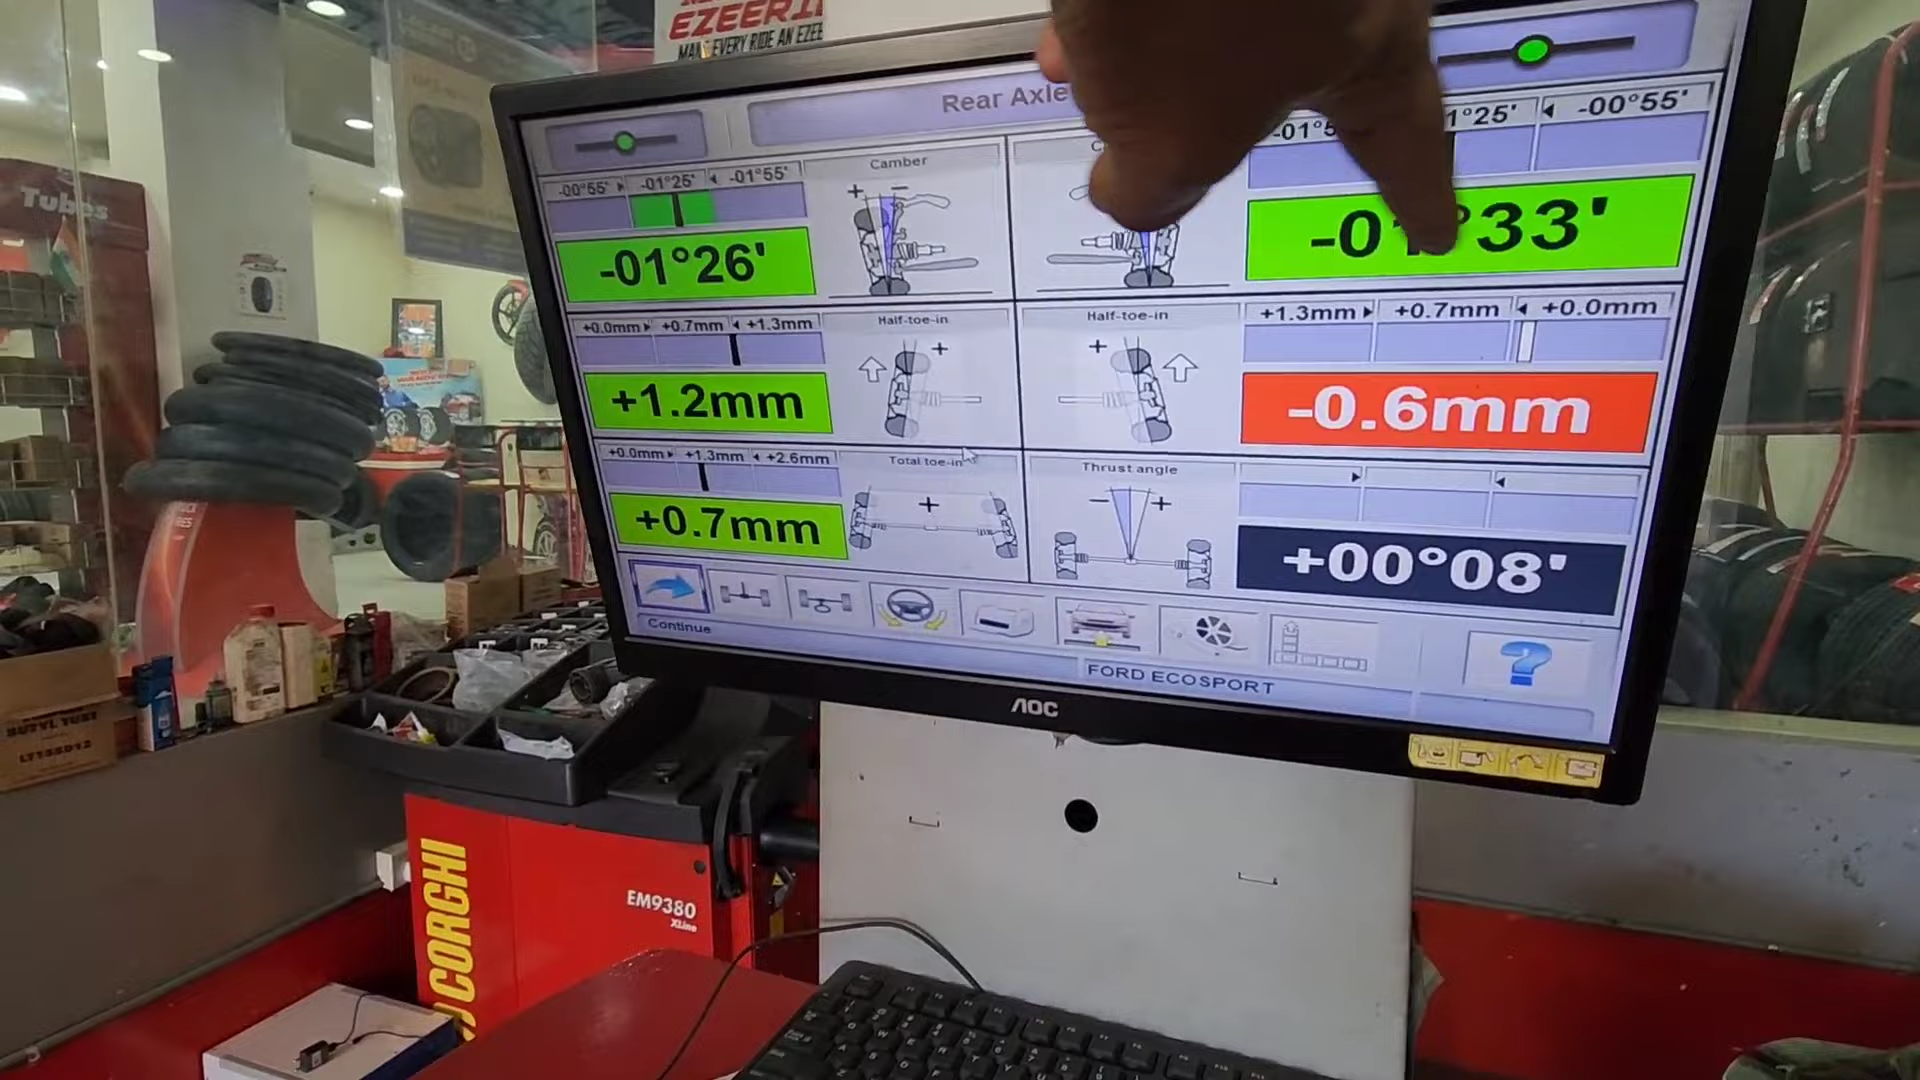 EZEERI
MAKE EVERY RIDE AN EZEE
Tubes
Rear Axle
-00°55' -01°25' -01°55'
Camber
-01°26'
1°25' -00°55'
-01°33'
+0.0mm +0.7mm +1.3mm
Half-toe-in
+1.2mm
Half-toe-in
+1.3mm +0.7mm +0.0mm
-0.6mm
+0.0mm +1.3mm +2.6mm
Total toe-in
+0.7mm
Thrust angle
+00°08'
Continue
FORD ECOSPORT
?
AOC
BUTYL TUBE
CORGHI
EM9380
XLine